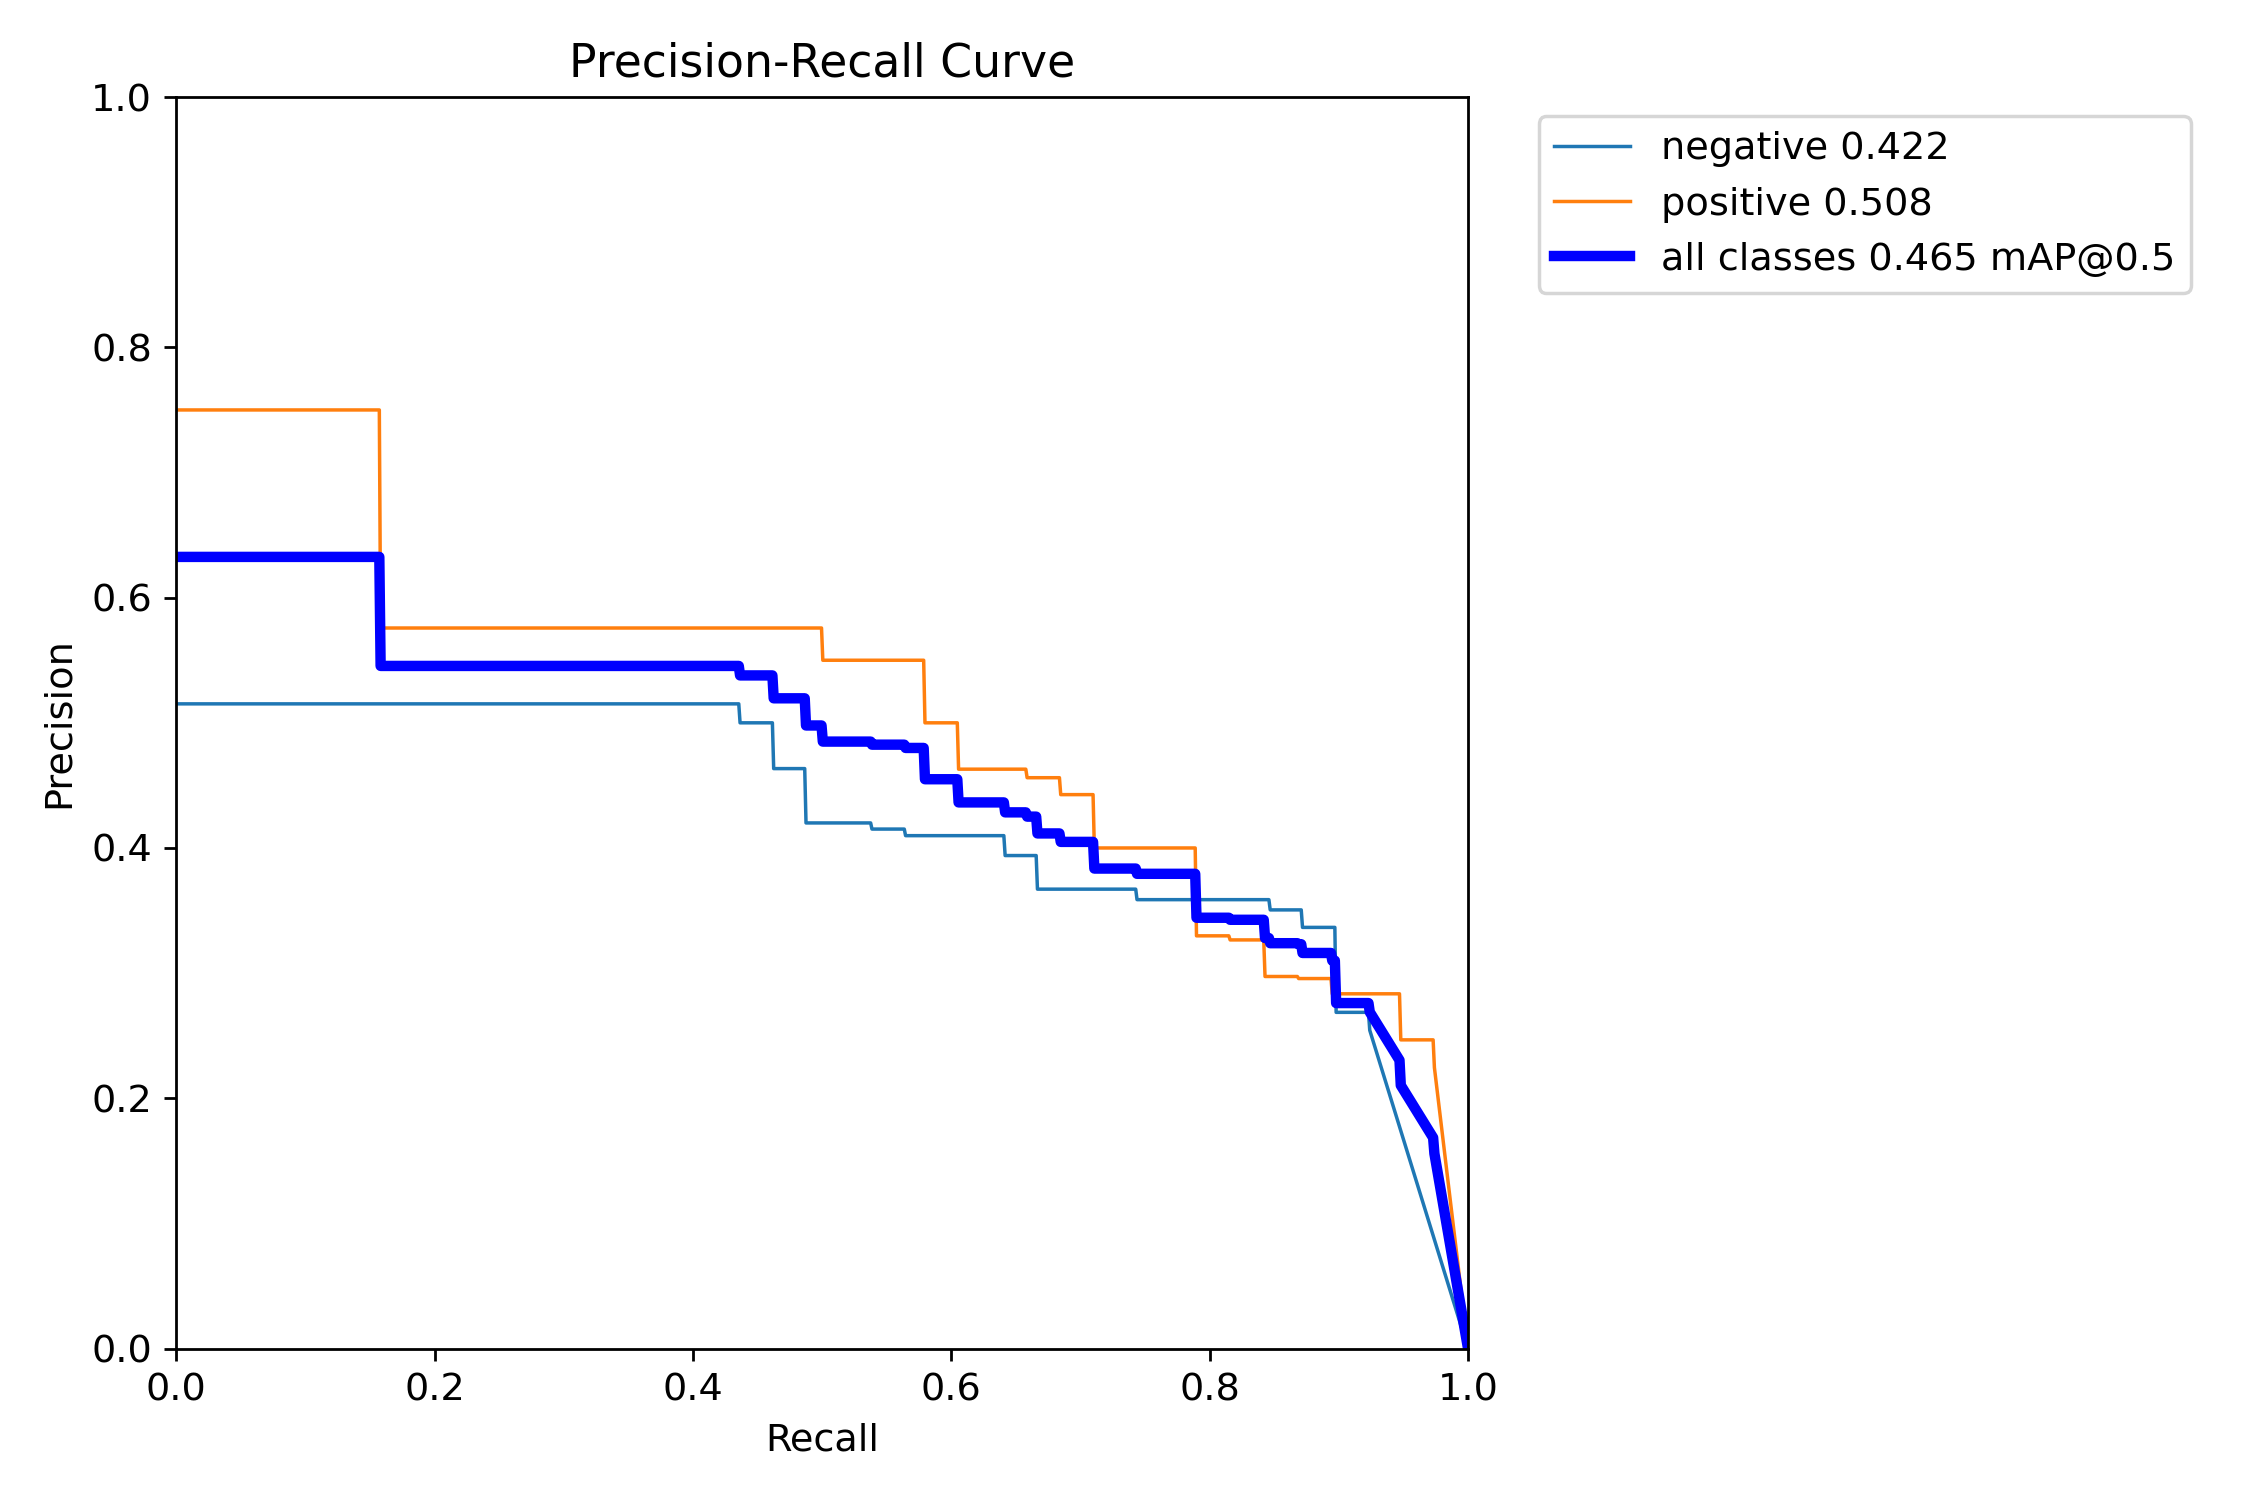 Precision-Recall Curve
1.0
0.8
0.6
0.4
0.2
0.0
Precision
0.0 0.2 0.4 0.6 0.8 1.0
Recall
negative 0.422
positive 0.508
all classes 0.465 mAP@0.5